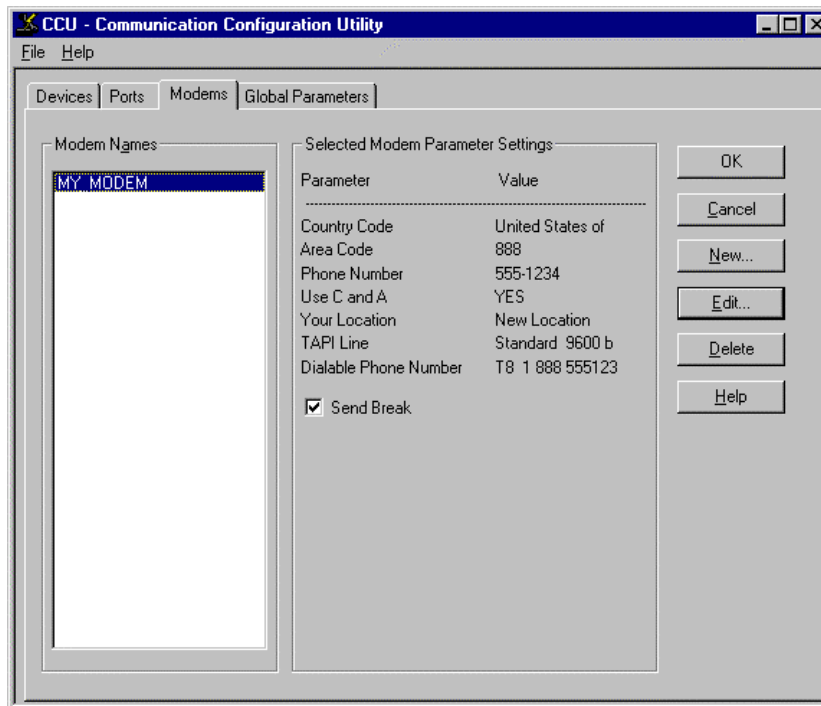 CCU - Communication Configuration Utility
File Help
Devices Ports Modems Global Parameters
Modem Names
MY MODEM
Selected Modem Parameter Settings
Parameter Value
Country Code United States of
Area Code 888
Phone Number 555-1234
Use C and A YES
Your Location New Location
TAPI Line Standard 9600 b
Dialable Phone Number T8 1 888 555123
Send Break
OK
Cancel
New...
Edit...
Delete
Help